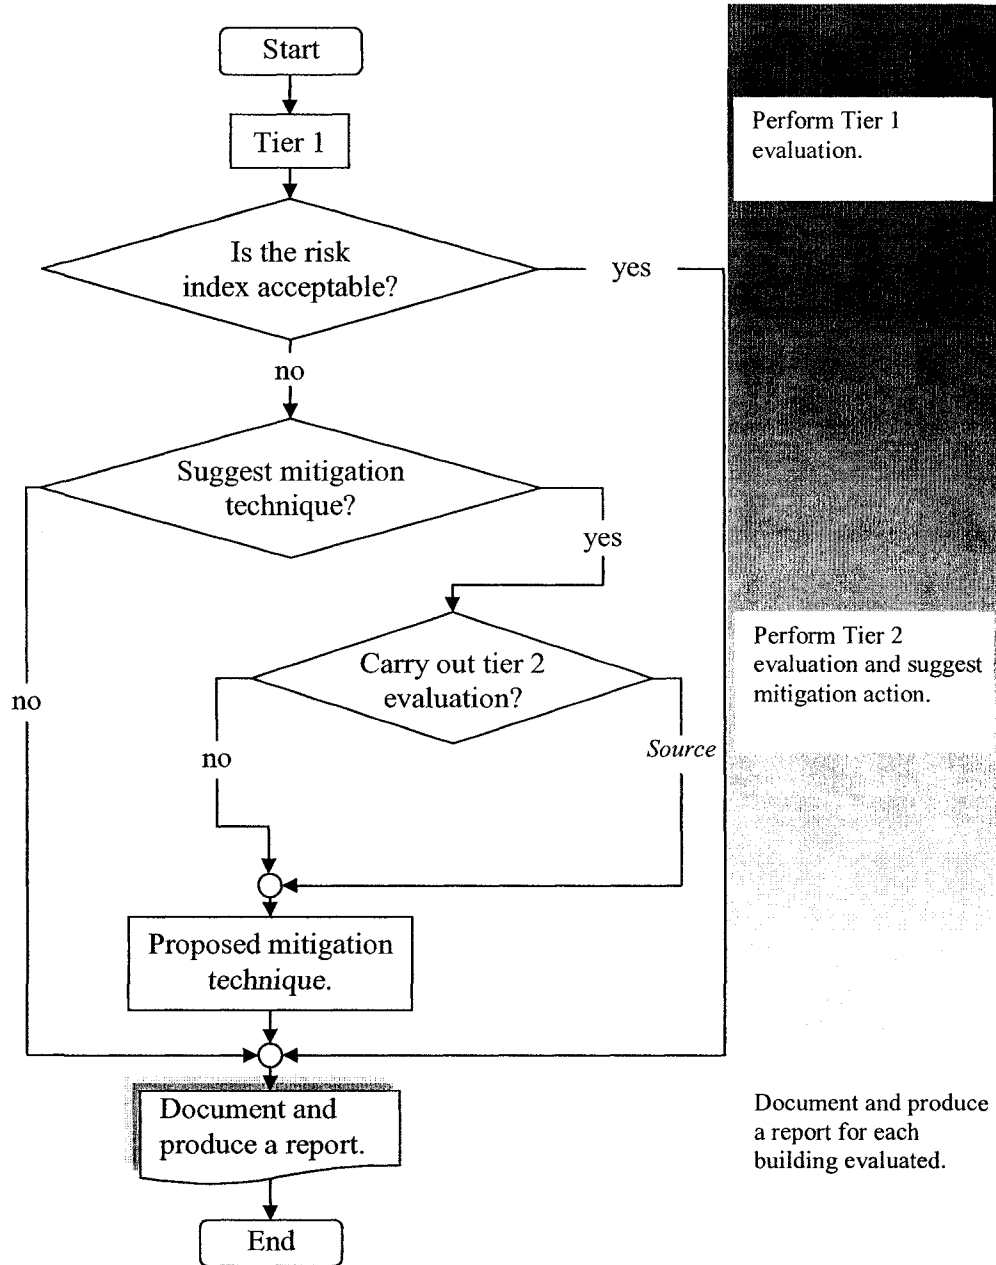 Start
Perform Tier 1
evaluation.
Tier 1
Is the risk
index acceptable?
yes
no
Suggest mitigation
technique?
yes
Perform Tier 2
evaluation and suggest
mitigation action.
Carry out tier 2
evaluation?
no
no
Source
Proposed mitigation
technique.
Document and
produce a report.
Document and produce
a report for each
building evaluated.
End